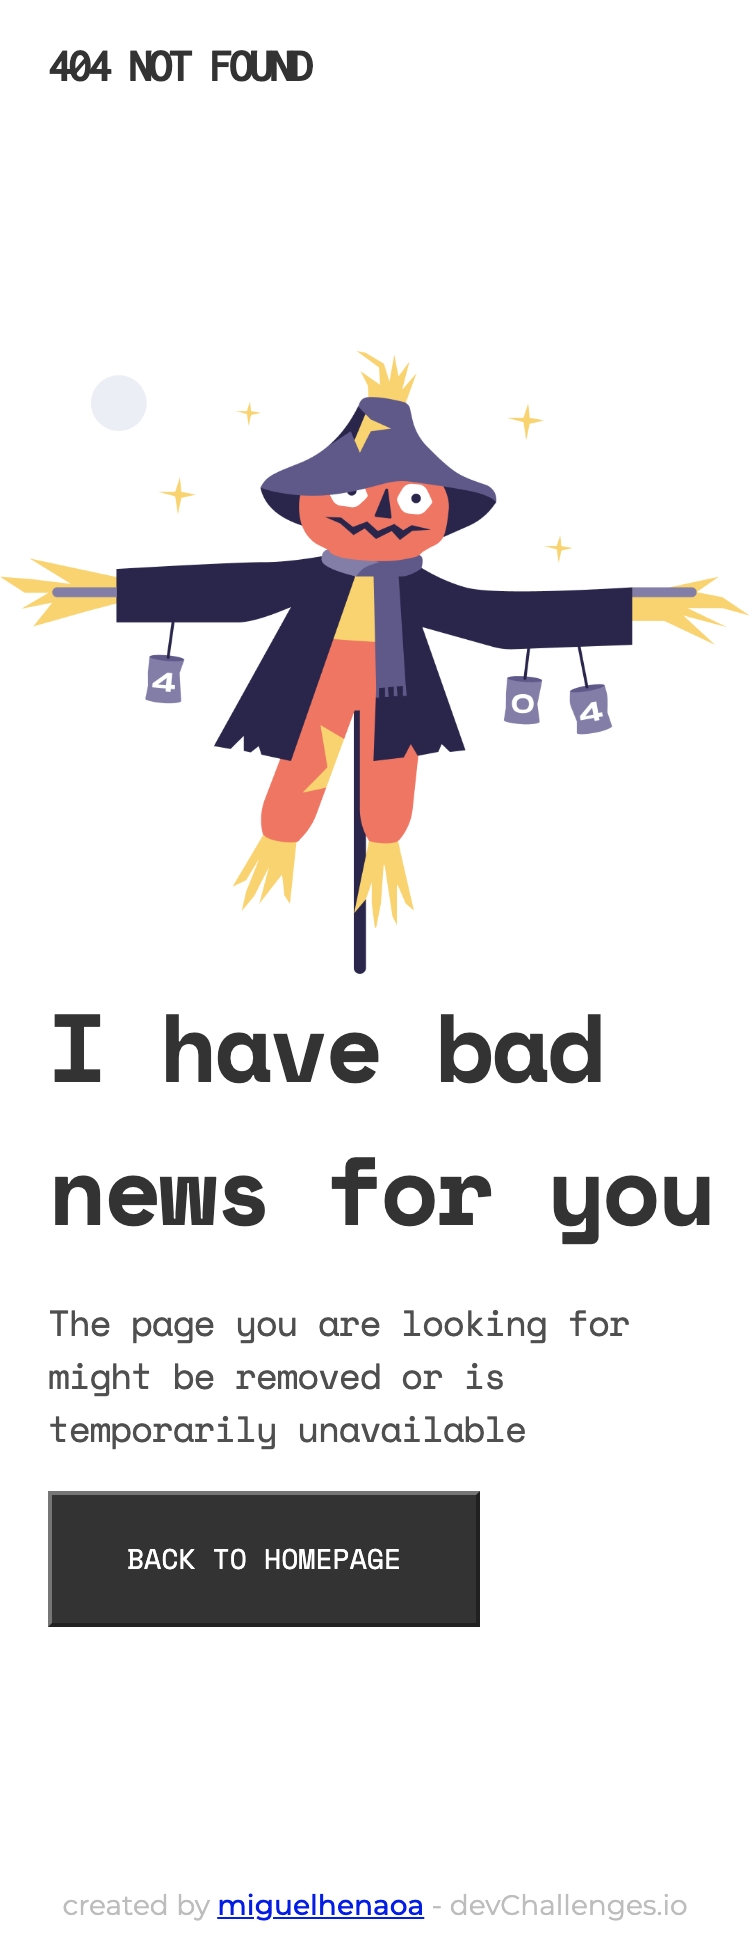 404 NOT FOUND
4
0 4
I have bad
news for you
The page you are looking for
might be removed or is
temporarily unavailable
BACK TO HOMEPAGE
created by miguelhenaoa - devChallenges.io